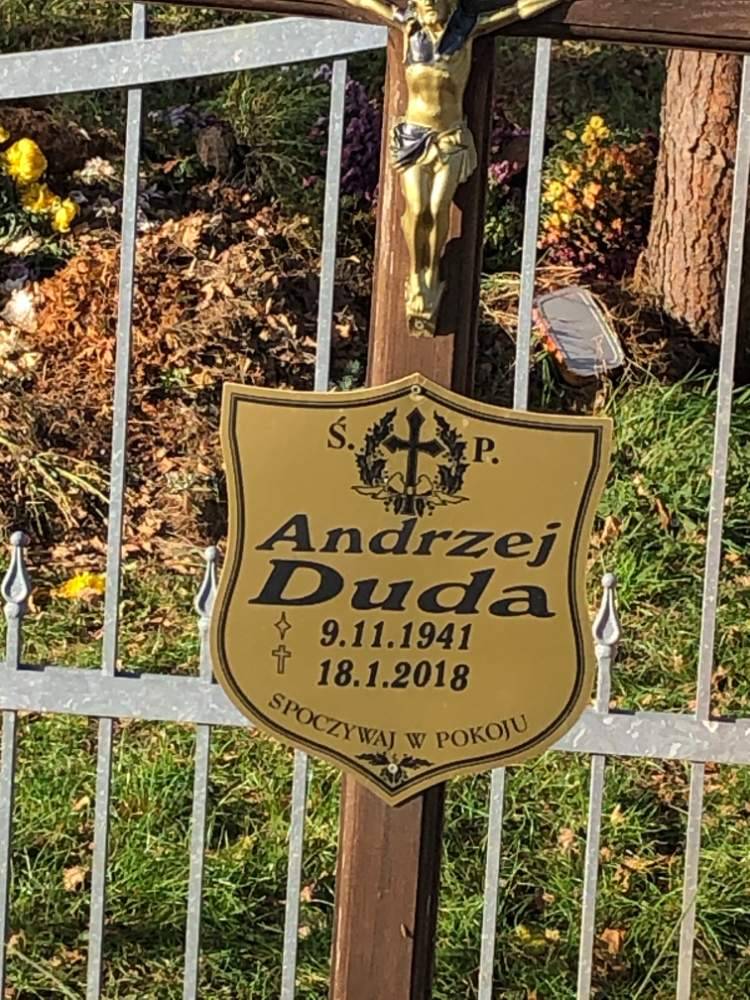 Ś. P.
Andrzej
Duda
9.11.1941
18.1.2018
SPOCZYWAJ W POKOJU